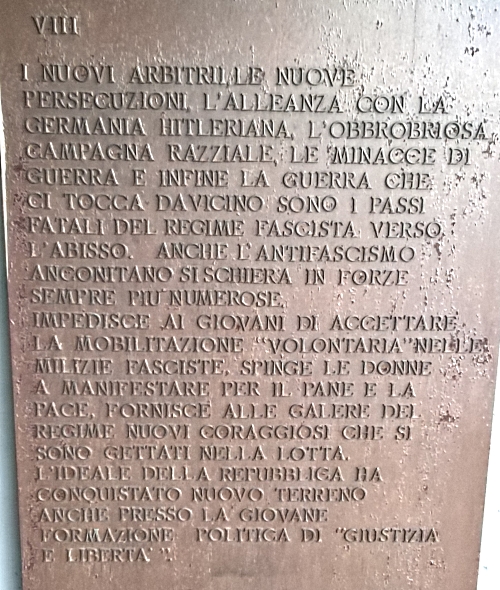 VIII
I NUOVI ARBITRI, LE NUOVE
PERSECUZIONI, L'ALLEANZA CON LA
GERMANIA HITLERIANA, L'OBBROBRIOSA
CAMPAGNA RAZZIALE, LE MINACCE DI
GUERRA E INFINE LA GUERRA CHE
CI TOCCA DAVICINO SONO I PASSI
FATALI DEL REGIME FASCISTA VERSO
L'ABISSO. ANCHE L'ANTIFASCISMO
ANCONITANO SI SCHIERA IN FORZE
SEMPRE PIU' NUMEROSE.
IMPEDISCE AI GIOVANI DI ACCETTARE
LA MOBILITAZIONE "VOLONTARIA" NELLE
MILIZIE FASCISTE, SPINGE LE DONNE
A MANIFESTARE PER IL PANE E LA
PACE, FORNISCE ALLE GALERE DEL
REGIME NUOVI CORAGGIOSI CHE SI
SONO GETTATI NELLA LOTTA.
L'IDEALE DELLA REPUBBLICA HA
CONQUISTATO NUOVO TERRENO
ANCHE PRESSO LA GIOVANE
FORMAZIONE POLITICA DI "GIUSTIZIA
E LIBERTA'".